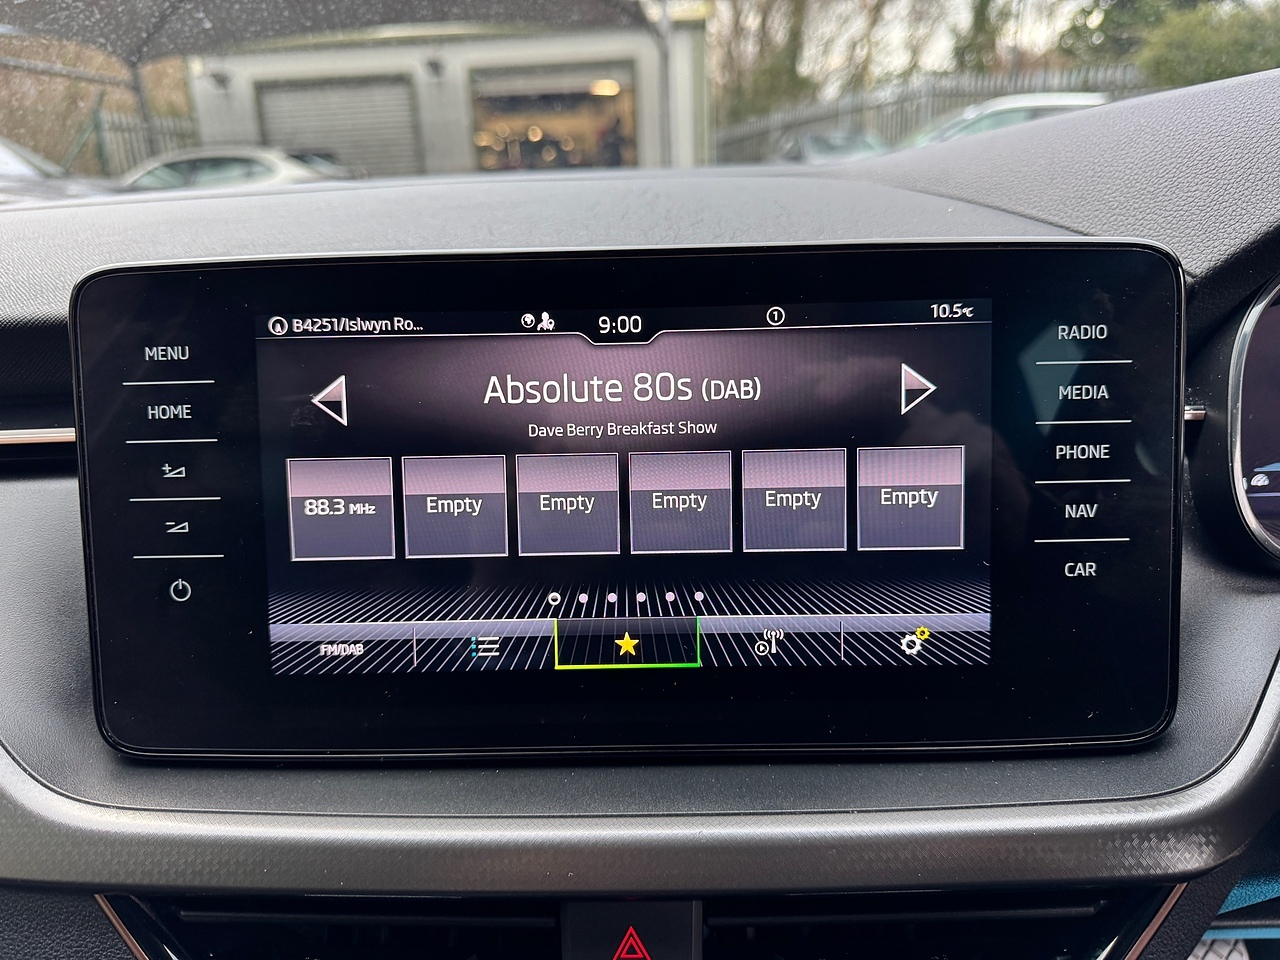 B4251/Islwyn Ro...
9:00
1
10.5°C
MENU
HOME
RADIO
MEDIA
PHONE
NAV
CAR
Absolute 80s (DAB)
Dave Berry Breakfast Show
88.3 MHz
Empty
Empty
Empty
Empty
Empty
FM/DAB